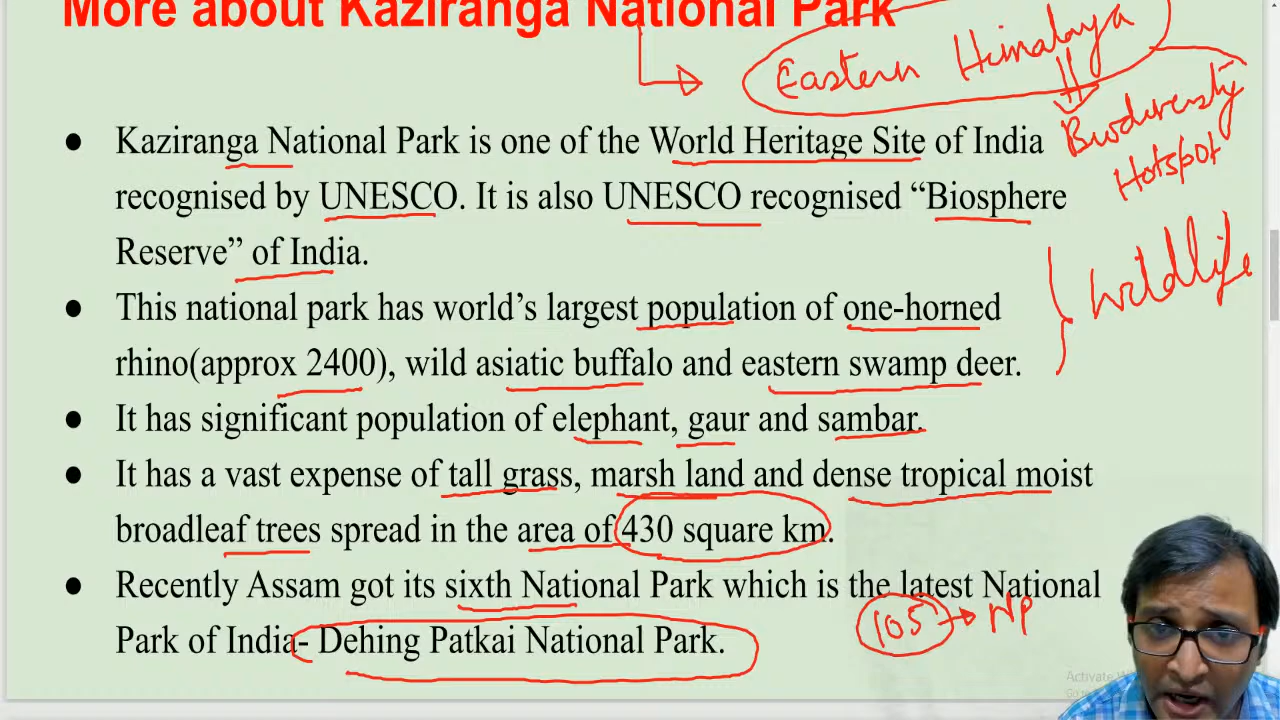 More about Kaziranga National Park
Eastern Himalaya
Biodiversity
Hotspot
● Kaziranga National Park is one of the World Heritage Site of India
recognised by UNESCO. It is also UNESCO recognised “Biosphere
Reserve” of India.
● This national park has world’s largest population of one-horned
rhino(approx 2400), wild asiatic buffalo and eastern swamp deer.
Wildlife
● It has significant population of elephant, gaur and sambar.
● It has a vast expense of tall grass, marsh land and dense tropical moist
broadleaf trees spread in the area of 430 square km.
● Recently Assam got its sixth National Park which is the latest National
Park of India- Dehing Patkai National Park.
105 → NP
Activate